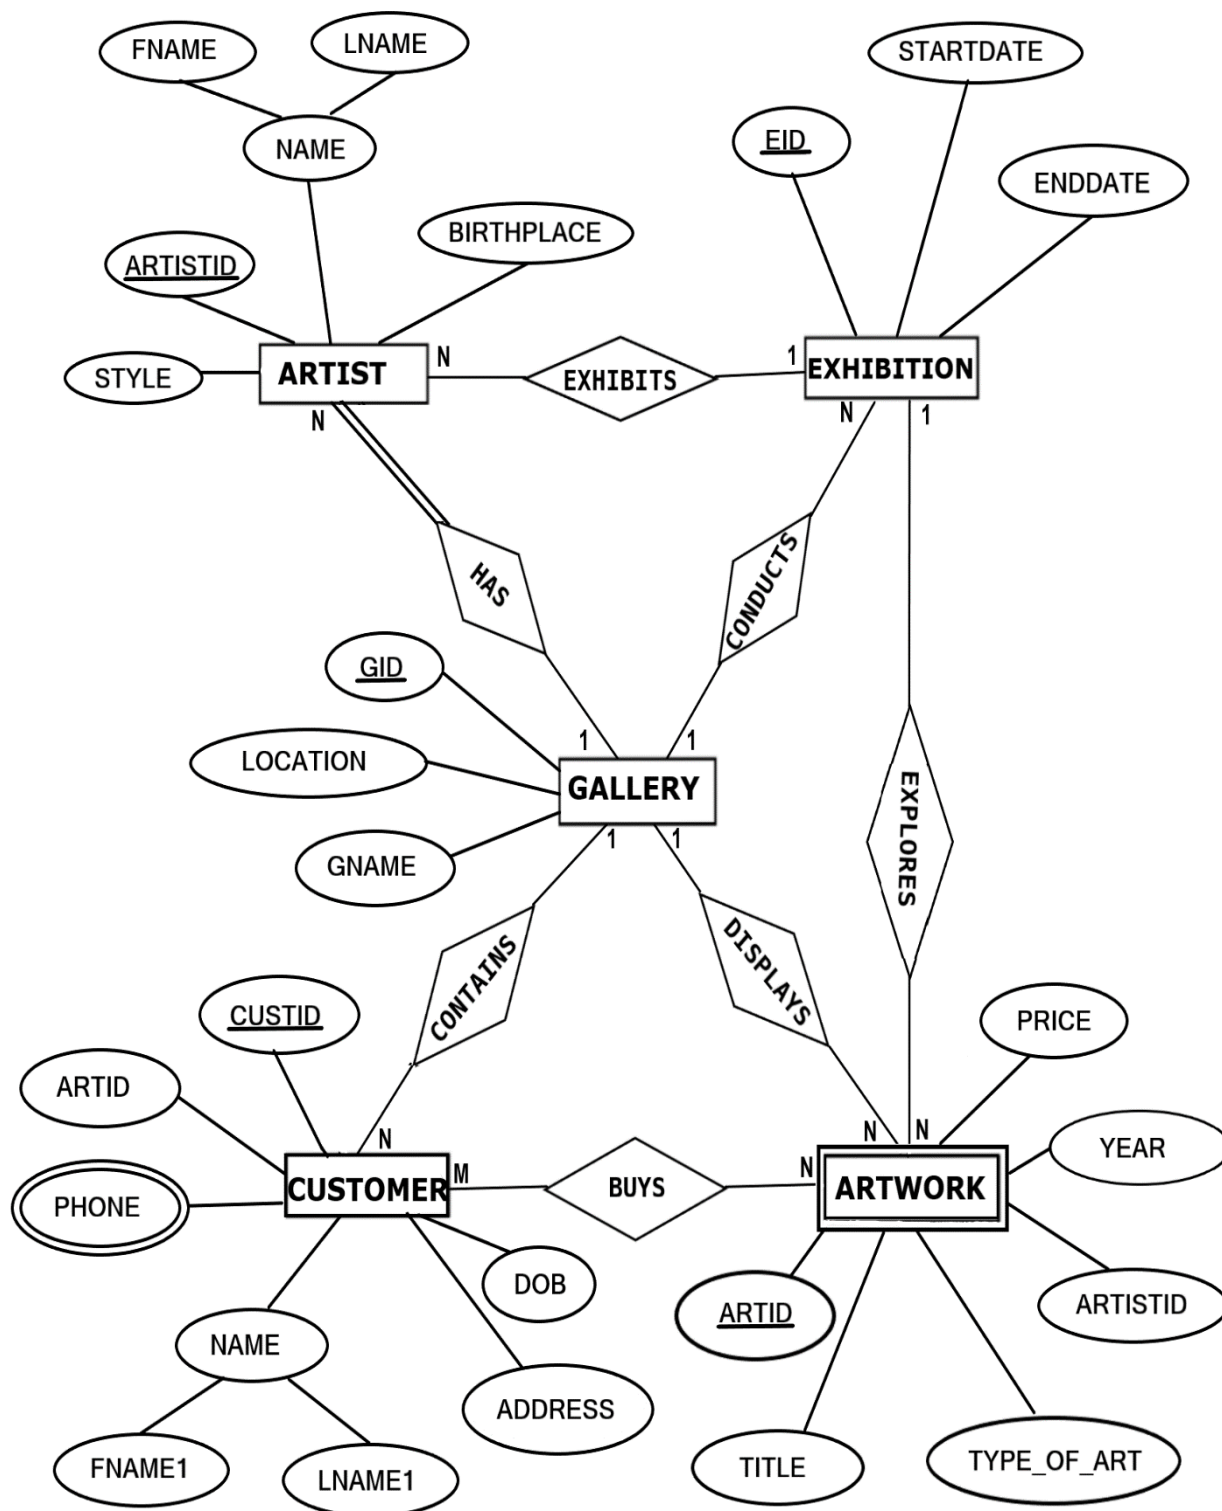 FNAME
LNAME
STARTDATE
NAME
EID
ENDDATE
ARTISTID
BIRTHPLACE
STYLE
ARTIST
N
EXHIBITS
1
EXHIBITION
N
N
1
HAS
CONDUCTS
GID
LOCATION
1
1
GALLERY
EXPLORES
GNAME
1
1
CONTAINS
DISPLAYS
CUSTID
PRICE
ARTID
N
N
N
YEAR
PHONE
CUSTOMER
M
BUYS
N
ARTWORK
DOB
ARTID
ARTISTID
NAME
ADDRESS
FNAME1
LNAME1
TITLE
TYPE_OF_ART